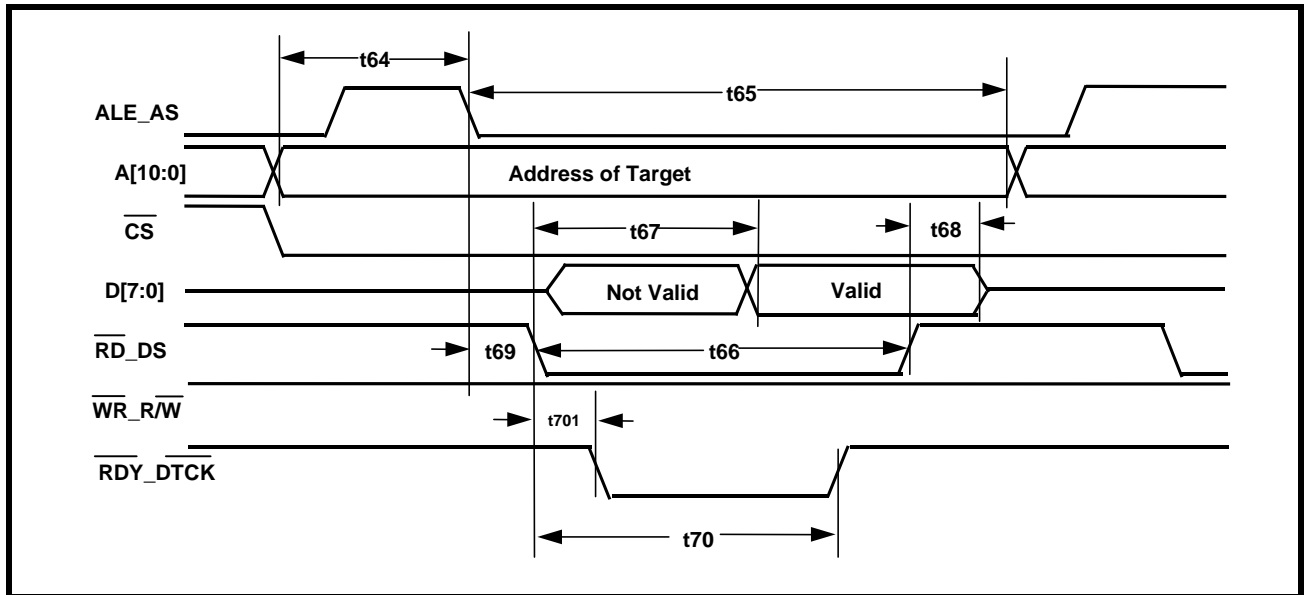 t64
t65
ALE_AS
A[10:0]
Address of Target
CS
t67
t68
D[7:0]
Not Valid
Valid
RD_DS
t69
t66
WR_R/W
t701
RDY_DTCK
t70